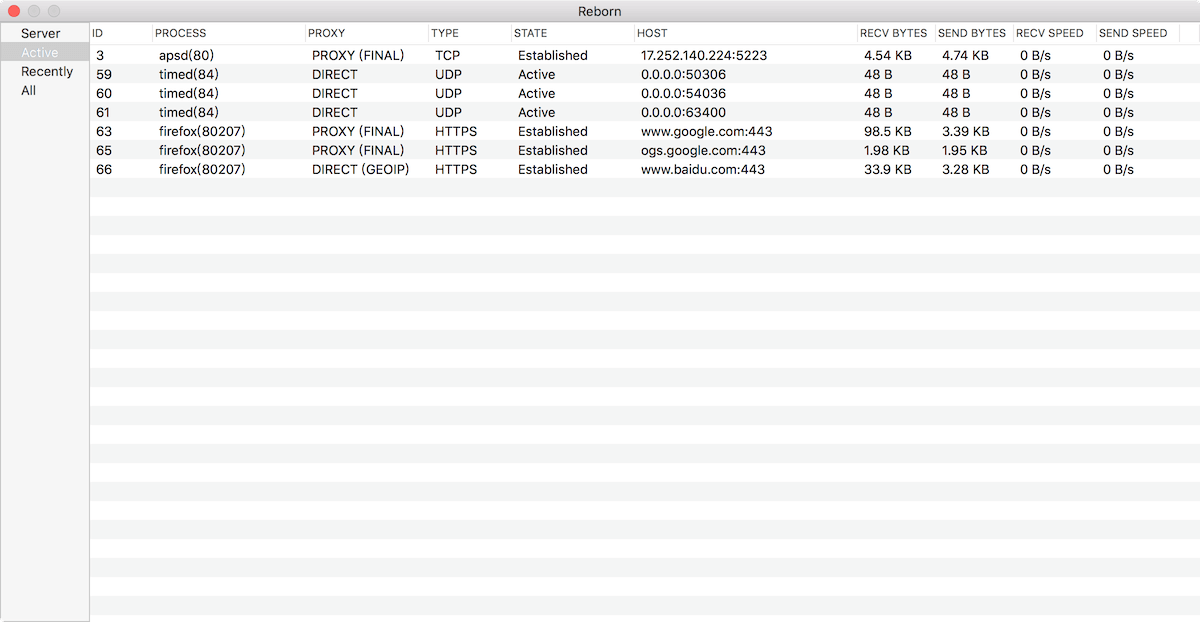 Reborn
Server
Active
Recently
All
ID PROCESS PROXY TYPE STATE HOST RECV BYTES SEND BYTES RECV SPEED SEND SPEED
3 apsd(80) PROXY (FINAL) TCP Established 17.252.140.224:5223 4.54 KB 4.74 KB 0 B/s 0 B/s
59 timed(84) DIRECT UDP Active 0.0.0.0:50306 48 B 48 B 0 B/s 0 B/s
60 timed(84) DIRECT UDP Active 0.0.0.0:54036 48 B 48 B 0 B/s 0 B/s
61 timed(84) DIRECT UDP Active 0.0.0.0:63400 48 B 48 B 0 B/s 0 B/s
63 firefox(80207) PROXY (FINAL) HTTPS Established www.google.com:443 98.5 KB 3.39 KB 0 B/s 0 B/s
65 firefox(80207) PROXY (FINAL) HTTPS Established ogs.google.com:443 1.98 KB 1.95 KB 0 B/s 0 B/s
66 firefox(80207) DIRECT (GEOIP) HTTPS Established www.baidu.com:443 33.9 KB 3.28 KB 0 B/s 0 B/s